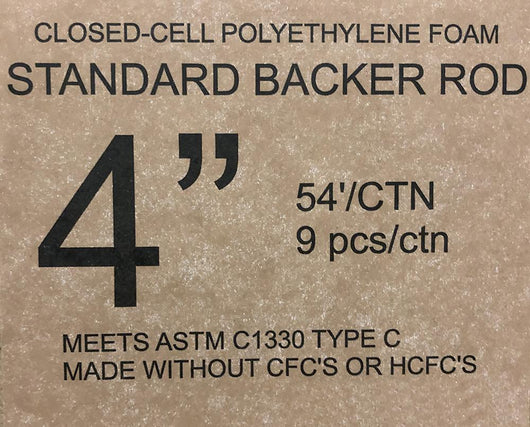 CLOSED-CELL POLYETHYLENE FOAM
STANDARD BACKER ROD
4”
54'/CTN
9 pcs/ctn
MEETS ASTM C1330 TYPE C
MADE WITHOUT CFC'S OR HCFC'S